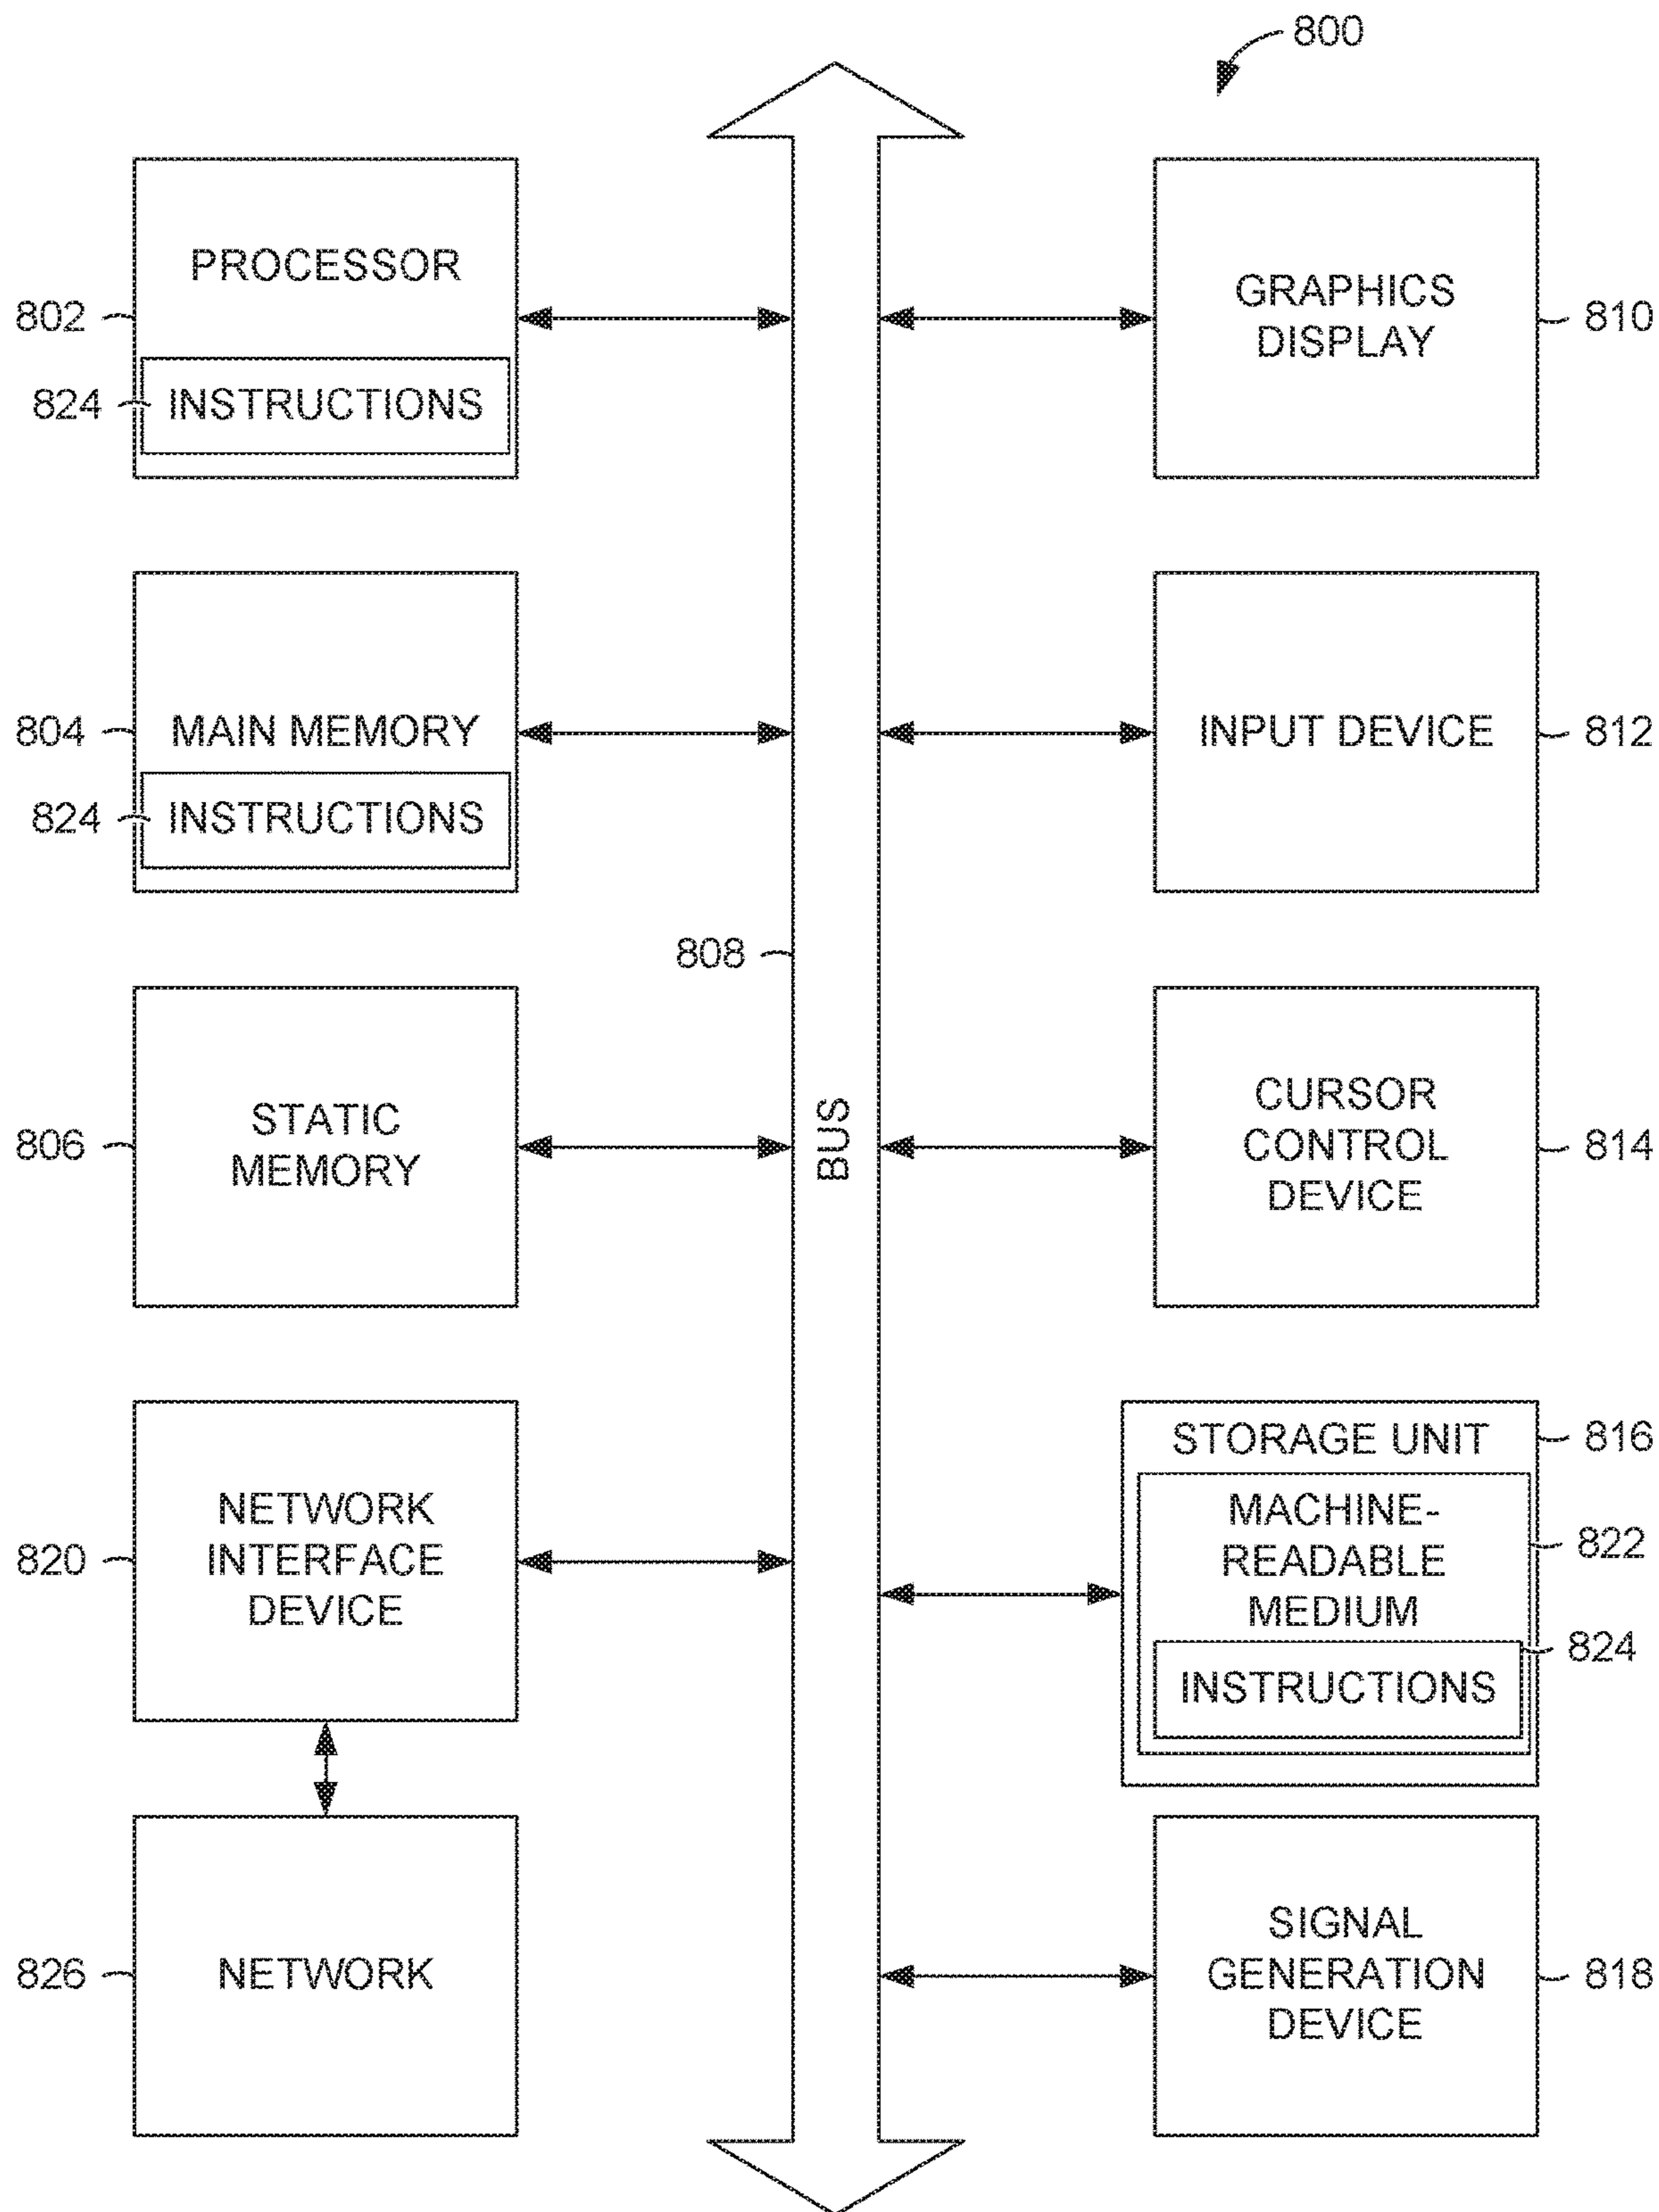 800
PROCESSOR
802
824
INSTRUCTIONS
GRAPHICS
DISPLAY
810
804
MAIN MEMORY
824
INSTRUCTIONS
INPUT DEVICE
812
808
BUS
806
STATIC
MEMORY
CURSOR
CONTROL
DEVICE
814
820
NETWORK
INTERFACE
DEVICE
STORAGE UNIT
816
MACHINE-
READABLE
MEDIUM
822
824
INSTRUCTIONS
826
NETWORK
SIGNAL
GENERATION
DEVICE
818